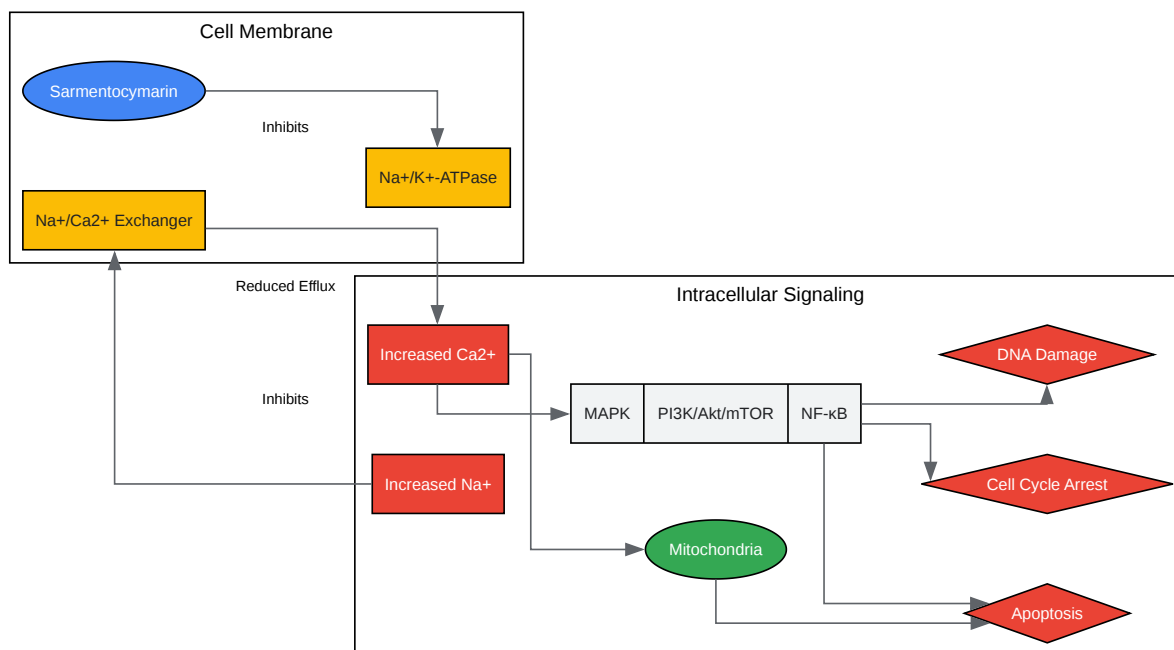 Cell Membrane
Sarmentocymarin
Inhibits
Na+/K+-ATPase
Na+/Ca2+ Exchanger
Reduced Efflux
Intracellular Signaling
Increased Ca2+
DNA Damage
Inhibits
MAPK
PI3K/Akt/mTOR
NF-κB
Increased Na+
Cell Cycle Arrest
Mitochondria
Apoptosis